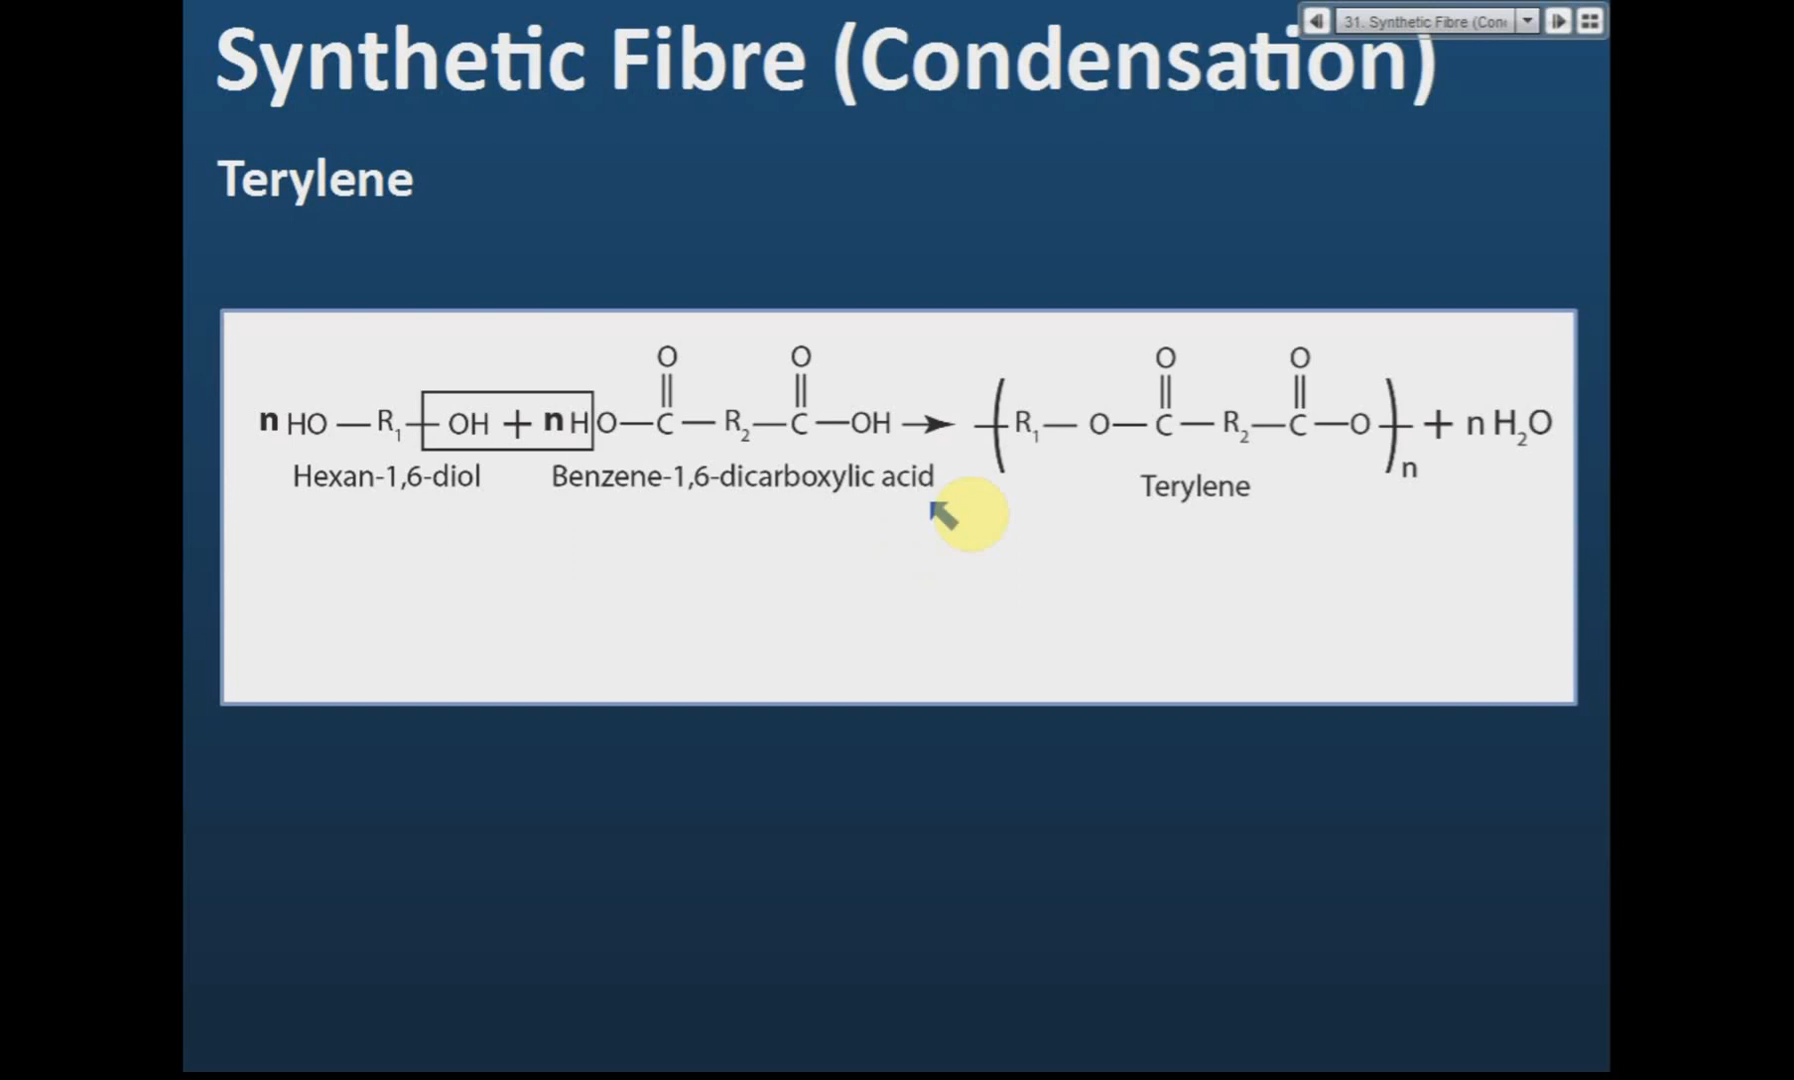 31. Synthetic Fibre (Con
Synthetic Fibre (Condensation)
Terylene
O O O O
n HO — R₁ — OH + n HO — C — R₂ — C — OH → ( R₁ — O — C — R₂ — C — O )n + n H₂O
Hexan-1,6-diol Benzene-1,6-dicarboxylic acid Terylene